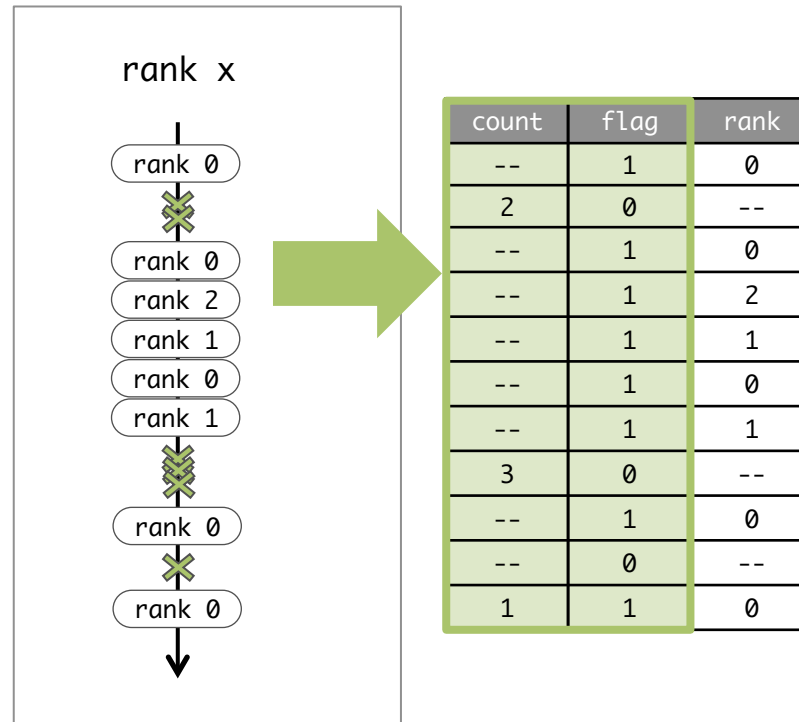 rank x
rank 0
rank 0
rank 2
rank 1
rank 0
rank 1
rank 0
rank 0
count flag rank
-- 1 0
2 0 --
-- 1 0
-- 1 2
-- 1 1
-- 1 0
-- 1 1
3 0 --
-- 1 0
-- 0 --
1 1 0